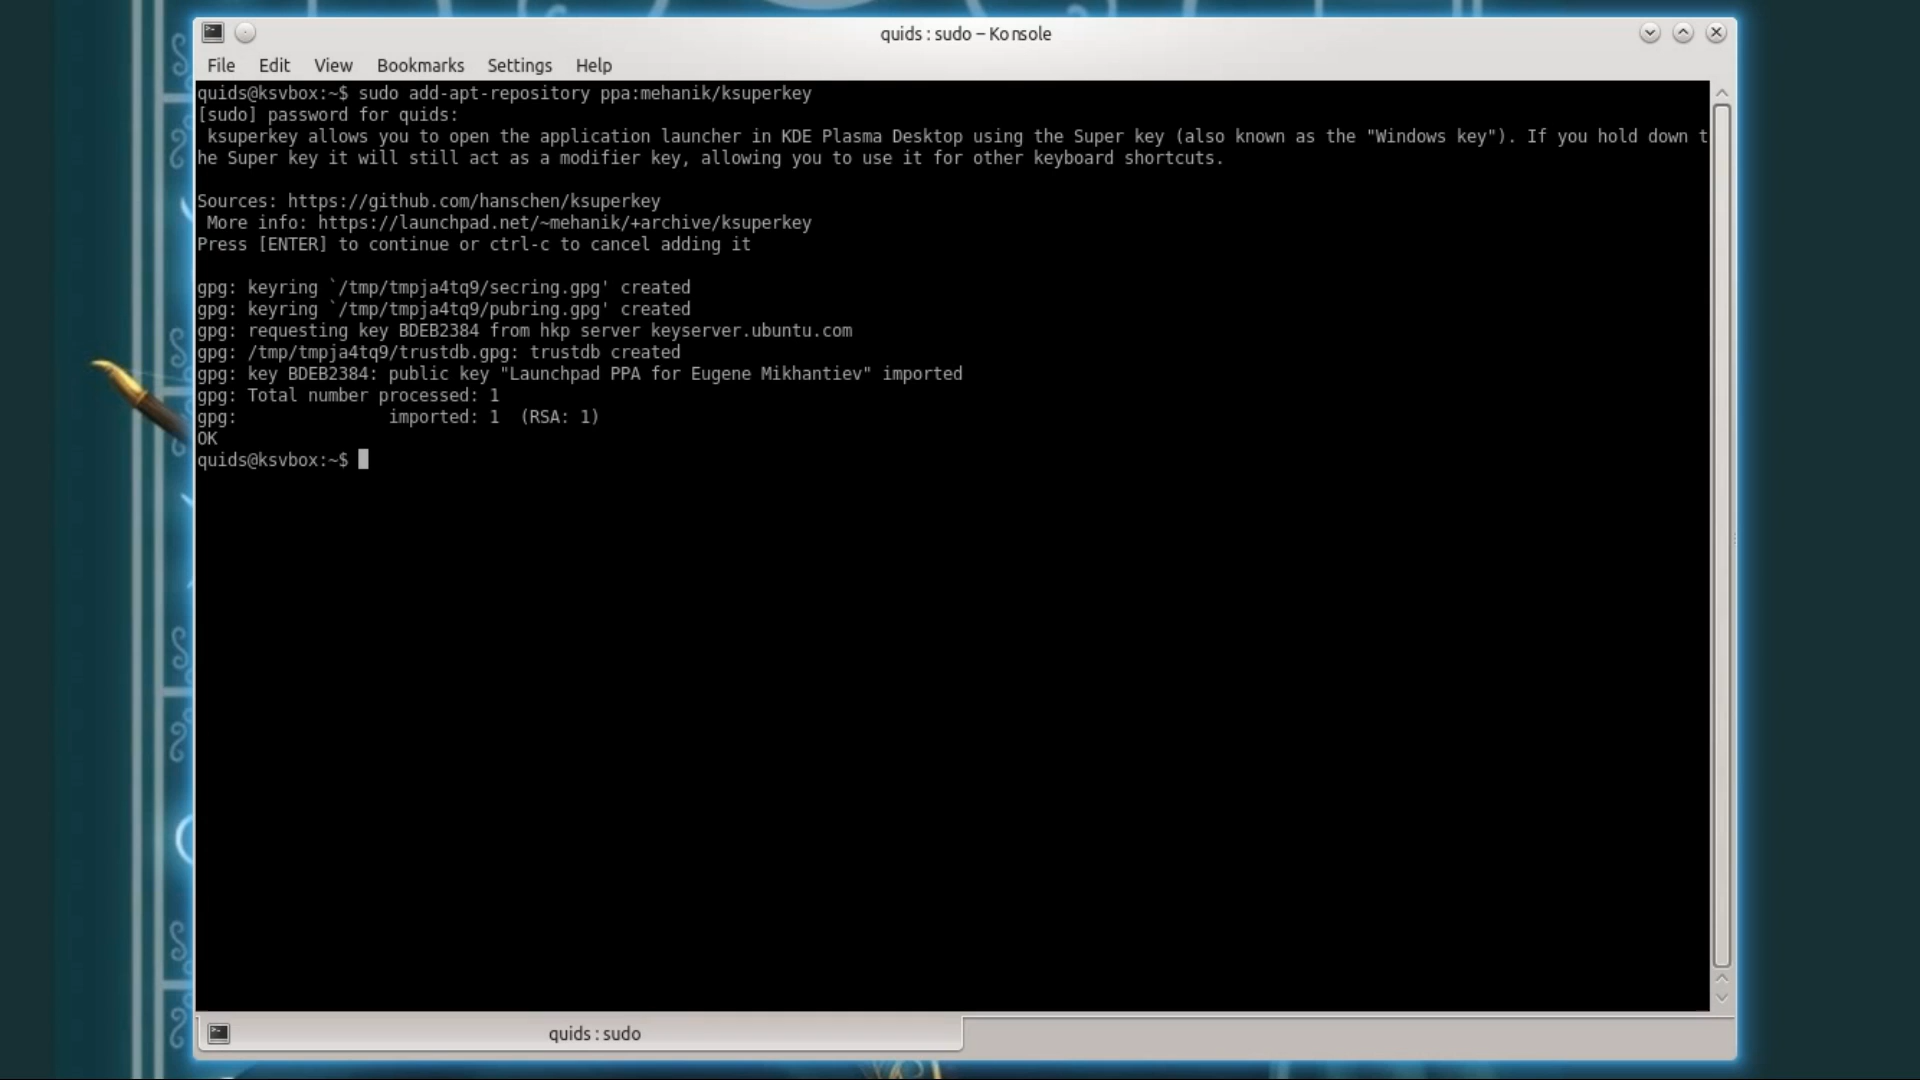 quids : sudo – Konsole
File Edit View Bookmarks Settings Help
quids@ksvbox:~$ sudo add-apt-repository ppa:mehanik/ksuperkey
[sudo] password for quids:
 ksuperkey allows you to open the application launcher in KDE Plasma Desktop using the Super key (also known as the "Windows key"). If you hold down t
he Super key it will still act as a modifier key, allowing you to use it for other keyboard shortcuts.
Sources: https://github.com/hanschen/ksuperkey
 More info: https://launchpad.net/~mehanik/+archive/ksuperkey
Press [ENTER] to continue or ctrl-c to cancel adding it
gpg: keyring `/tmp/tmpja4tq9/secring.gpg' created
gpg: keyring `/tmp/tmpja4tq9/pubring.gpg' created
gpg: requesting key BDEB2384 from hkp server keyserver.ubuntu.com
gpg: /tmp/tmpja4tq9/trustdb.gpg: trustdb created
gpg: key BDEB2384: public key "Launchpad PPA for Eugene Mikhantiev" imported
gpg: Total number processed: 1
gpg:               imported: 1  (RSA: 1)
OK
quids@ksvbox:~$
quids : sudo